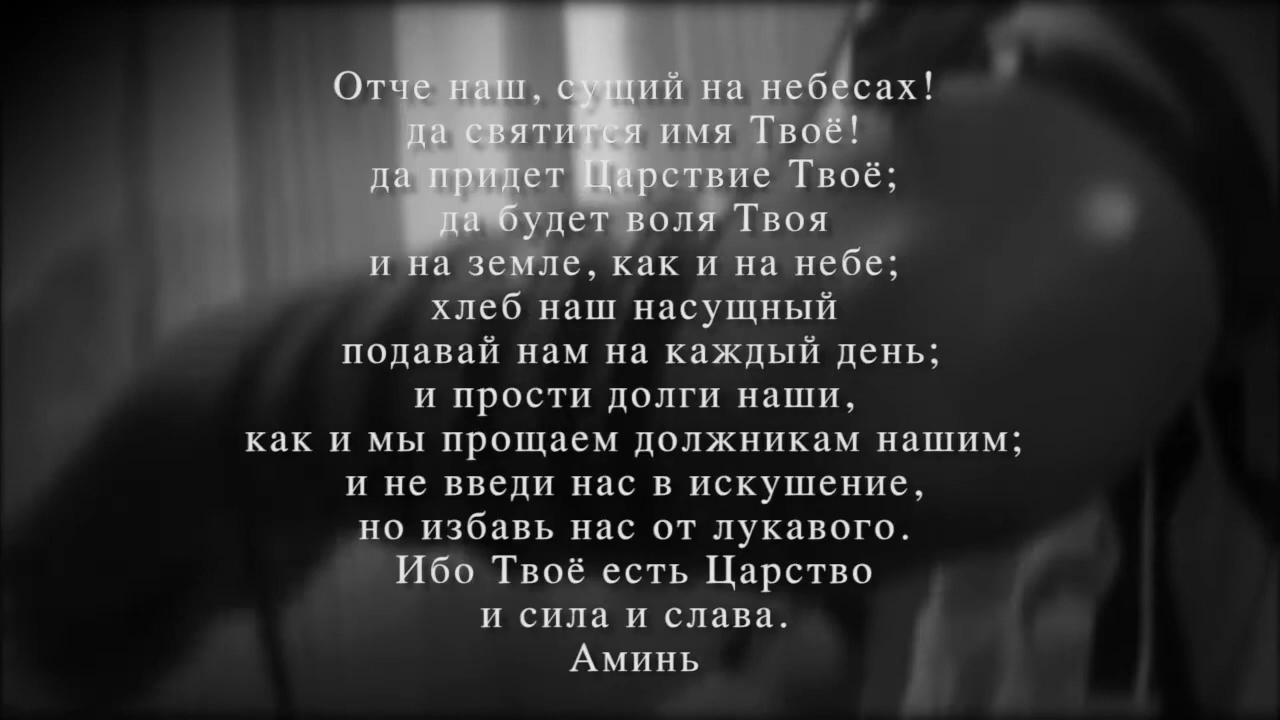 Отче наш, сущий на небесах!
да святится имя Твоё!
да придет Царствие Твоё;
да будет воля Твоя
и на земле, как и на небе;
хлеб наш насущный
подавай нам на каждый день;
и прости долги наши,
как и мы прощаем должникам нашим;
и не введи нас в искушение,
но избавь нас от лукавого.
Ибо Твоё есть Царство
и сила и слава.
Аминь